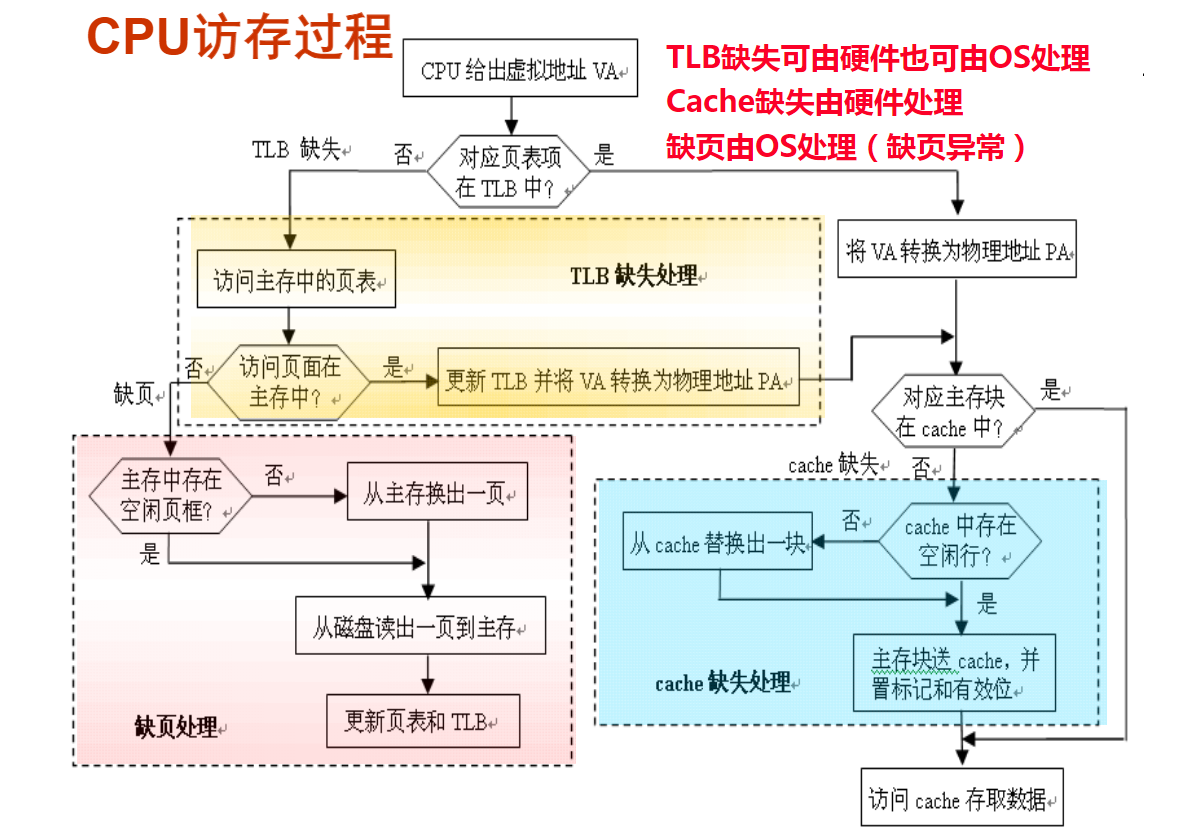 CPU访存过程
TLB缺失可由硬件也可由OS处理
Cache缺失由硬件处理
缺页由OS处理（缺页异常）
CPU 给出虚拟地址 VA
TLB 缺失
否
对应页表项
在 TLB 中？
是
访问主存中的页表
TLB 缺失处理
将 VA 转换为物理地址 PA
否
访问页面在
主存中？
是
更新 TLB 并将 VA 转换为物理地址 PA
缺页
对应主存块
在 cache 中？
是
cache 缺失
否
主存中存在
空闲页框？
否
从主存换出一页
是
从 cache 替换出一块
否
cache 中存在
空闲行？
是
从磁盘读出一页到主存
主存块送 cache，并
置标记和有效位
cache 缺失处理
缺页处理
更新页表和 TLB
访问 cache 存取数据